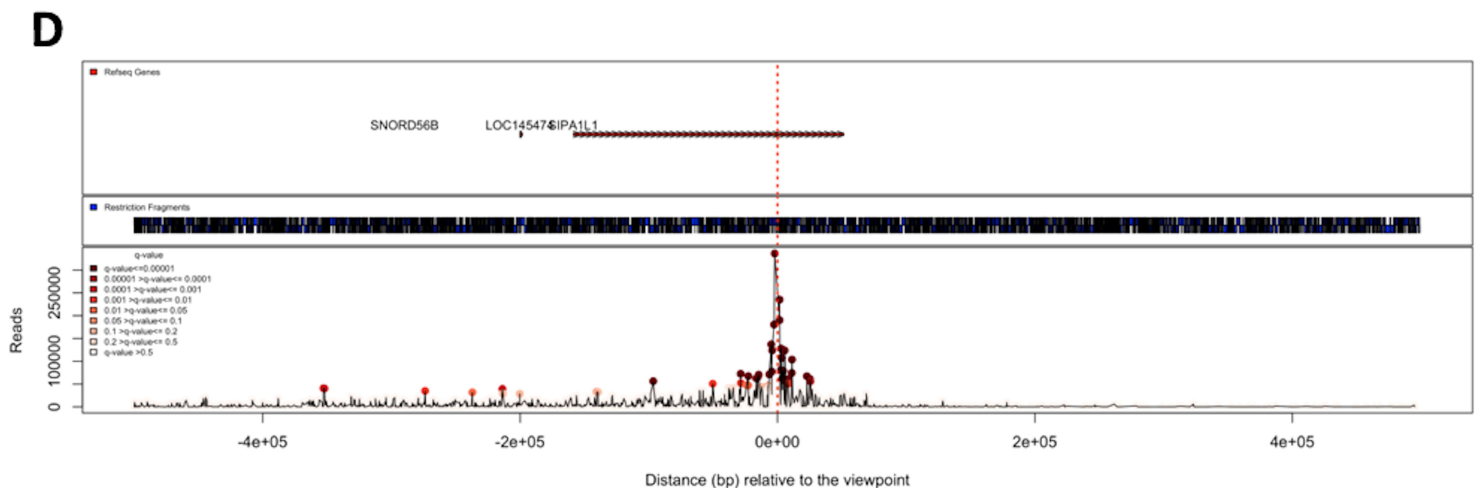 D
Refseq Genes
SNORD56B LOC145474 SIPA1L1
Restriction Fragments
q-value
q-value<=0.00001
0.00001 >q-value<= 0.0001
0.0001 >q-value<= 0.001
0.001 >q-value<= 0.01
0.01 >q-value<= 0.05
0.05 >q-value<= 0.1
0.1 >q-value<= 0.2
0.2 >q-value<= 0.5
q-value >0.5
Reads
0 100000 250000
-4e+05 -2e+05 0e+00 2e+05 4e+05
Distance (bp) relative to the viewpoint